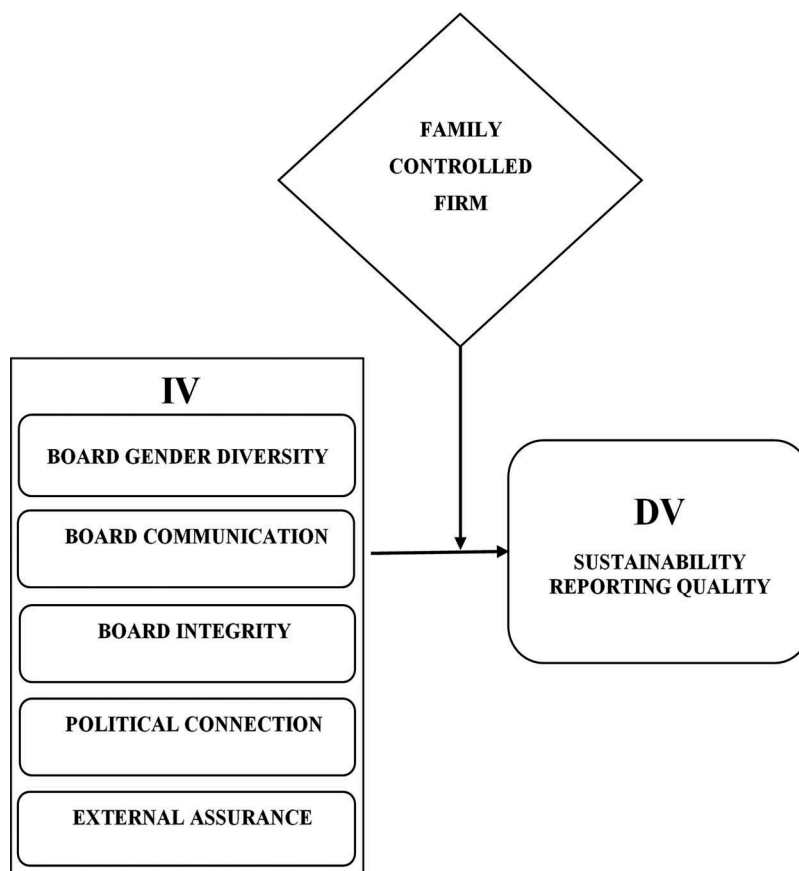 FAMILY
CONTROLLED
FIRM
IV
BOARD GENDER DIVERSITY
BOARD COMMUNICATION
BOARD INTEGRITY
POLITICAL CONNECTION
EXTERNAL ASSURANCE
DV
SUSTAINABILITY
REPORTING QUALITY